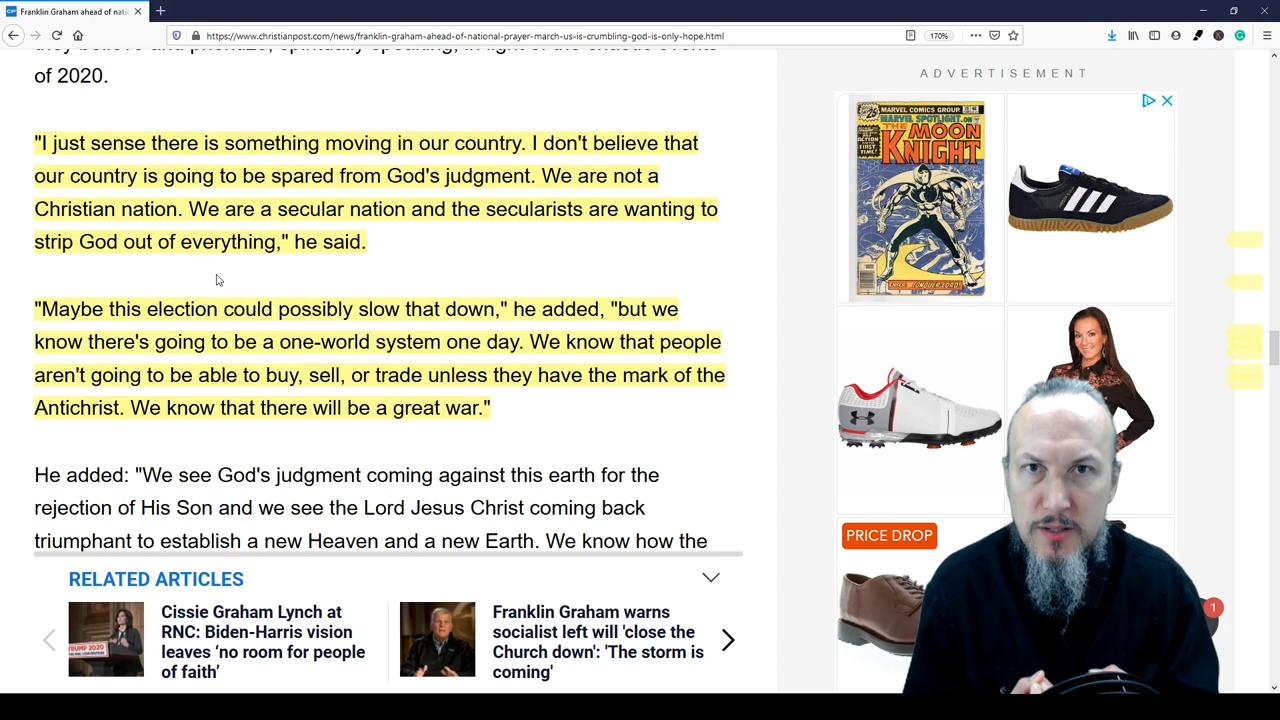 Franklin Graham ahead of nati
https://www.christianpost.com/news/franklin-graham-ahead-of-national-prayer-march-us-is-crumbling-god-is-only-hope.html
170%
of 2020.
"I just sense there is something moving in our country. I don't believe that
our country is going to be spared from God's judgment. We are not a
Christian nation. We are a secular nation and the secularists are wanting to
strip God out of everything," he said.
"Maybe this election could possibly slow that down," he added, "but we
know there's going to be a one-world system one day. We know that people
aren't going to be able to buy, sell, or trade unless they have the mark of the
Antichrist. We know that there will be a great war."
He added: "We see God's judgment coming against this earth for the
rejection of His Son and we see the Lord Jesus Christ coming back
triumphant to establish a new Heaven and a new Earth. We know how the
RELATED ARTICLES
Cissie Graham Lynch at
RNC: Biden-Harris vision
leaves ‘no room for people
of faith’
Franklin Graham warns
socialist left will 'close the
Church down': 'The storm is
coming'
ADVERTISEMENT
MARVEL COMICS GROUP
MARVEL SPOTLIGHT ON
THE MOON
KNIGHT
PRICE DROP
1